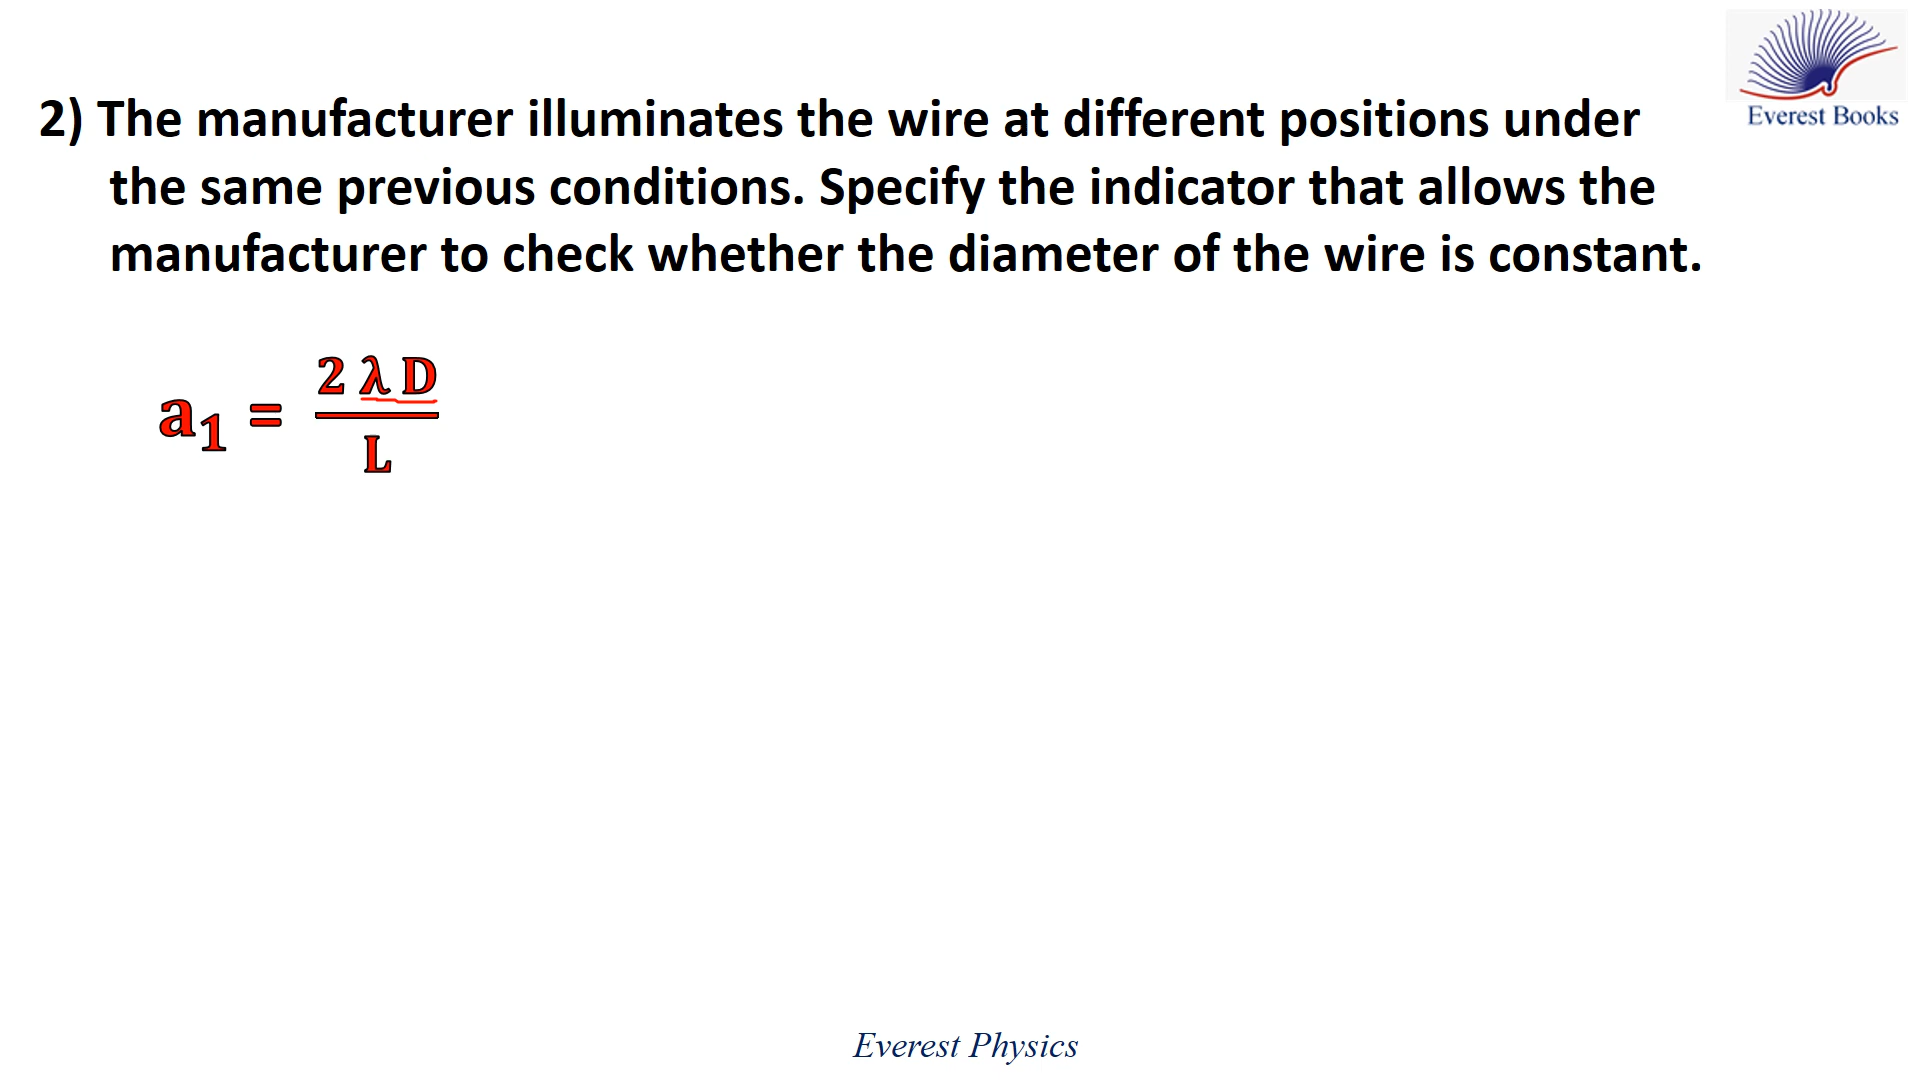 Everest Books
2) The manufacturer illuminates the wire at different positions under
the same previous conditions. Specify the indicator that allows the
manufacturer to check whether the diameter of the wire is constant.
a₁ = 2 λ D / L
Everest Physics